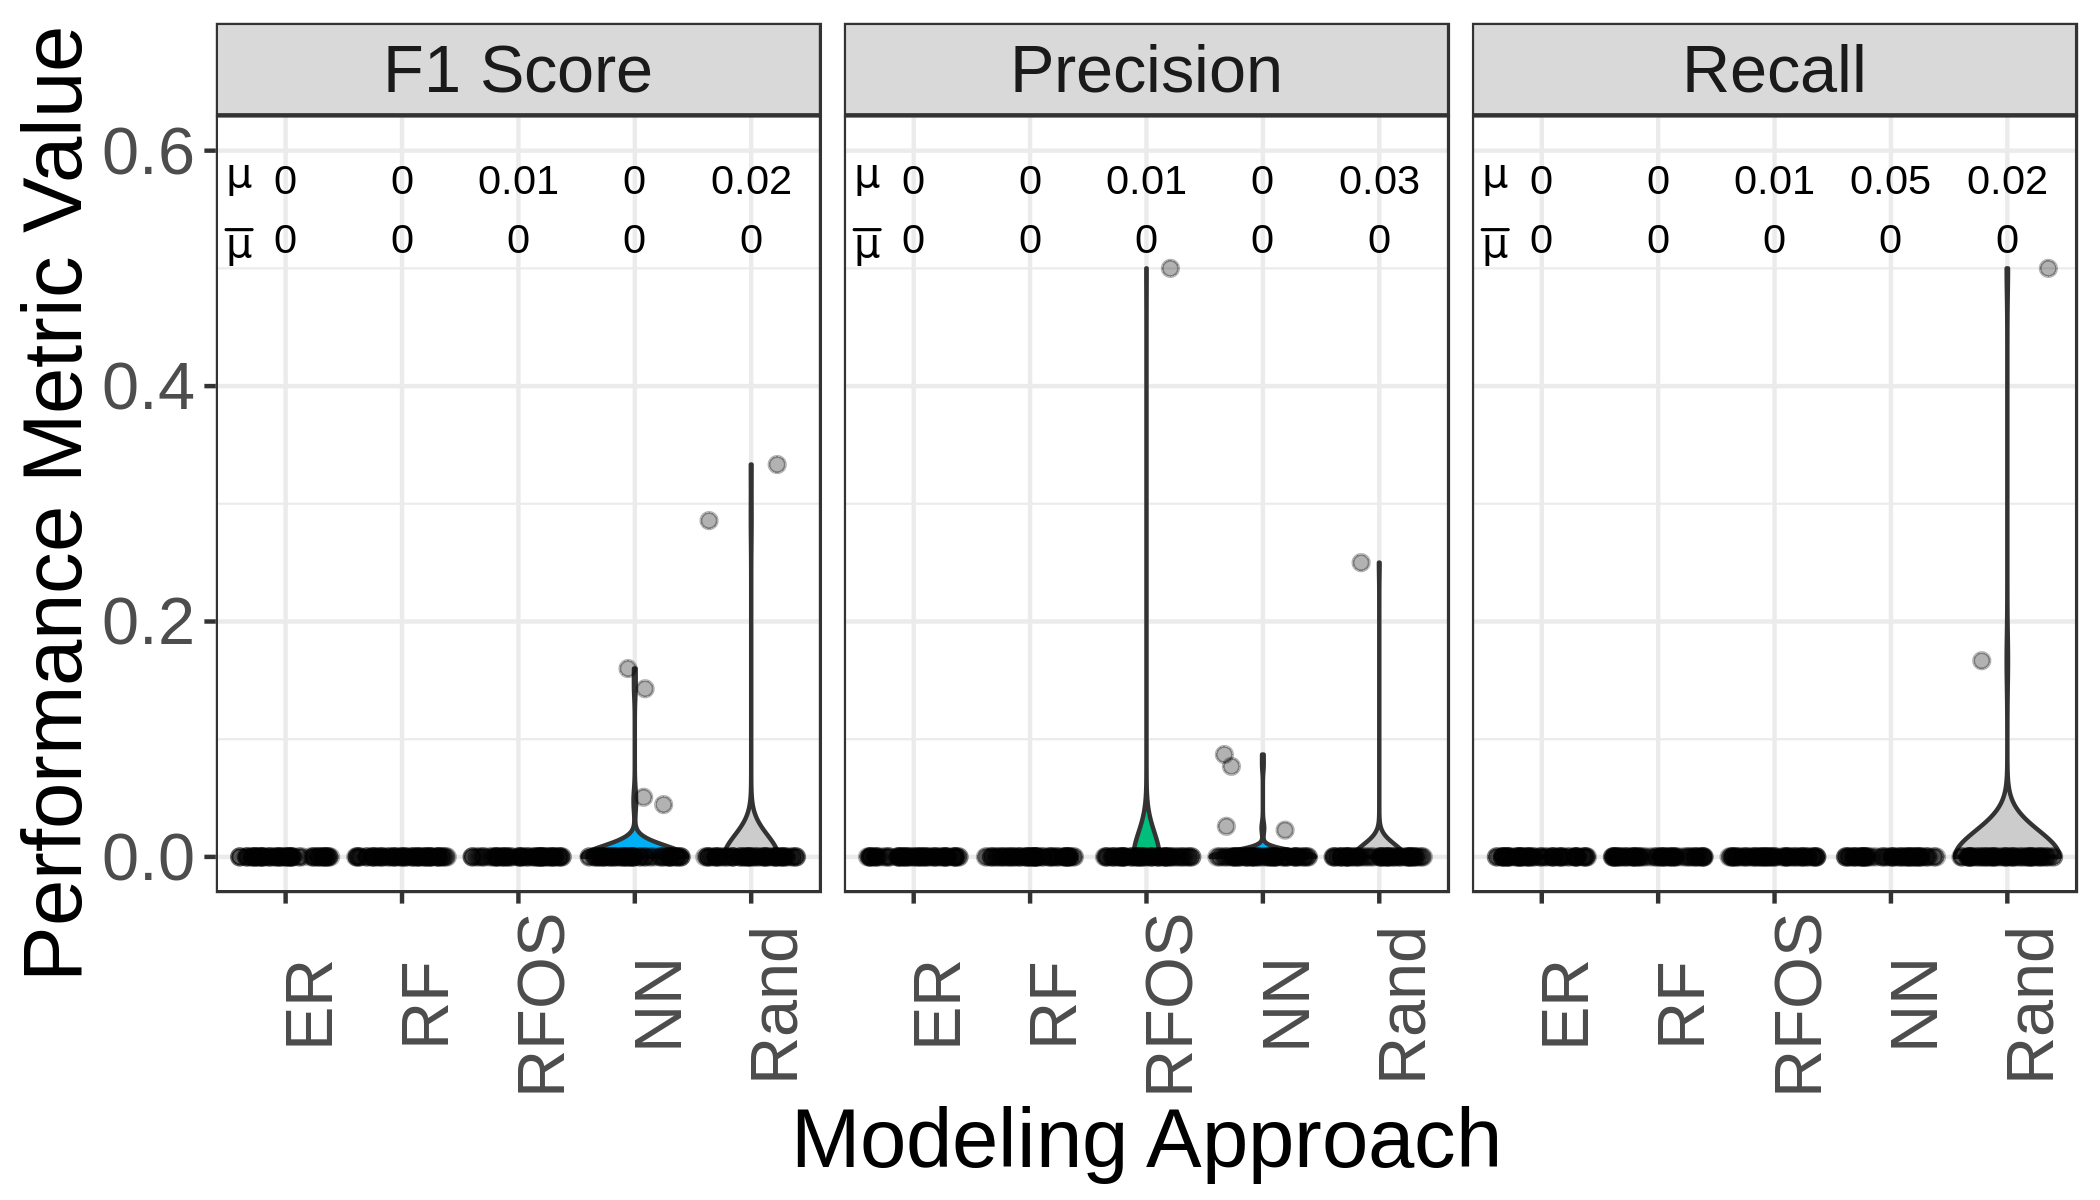 Performance Metric Value
F1 Score
Precision
Recall
0.6
0.4
0.2
0.0
μ 0 0 0.01 0 0.02
μ̅ 0 0 0 0 0
μ 0 0 0.01 0 0.03
μ̅ 0 0 0 0 0
μ 0 0 0.01 0.05 0.02
μ̅ 0 0 0 0 0
ER RF RFOS NN Rand
ER RF RFOS NN Rand
ER RF RFOS NN Rand
Modeling Approach